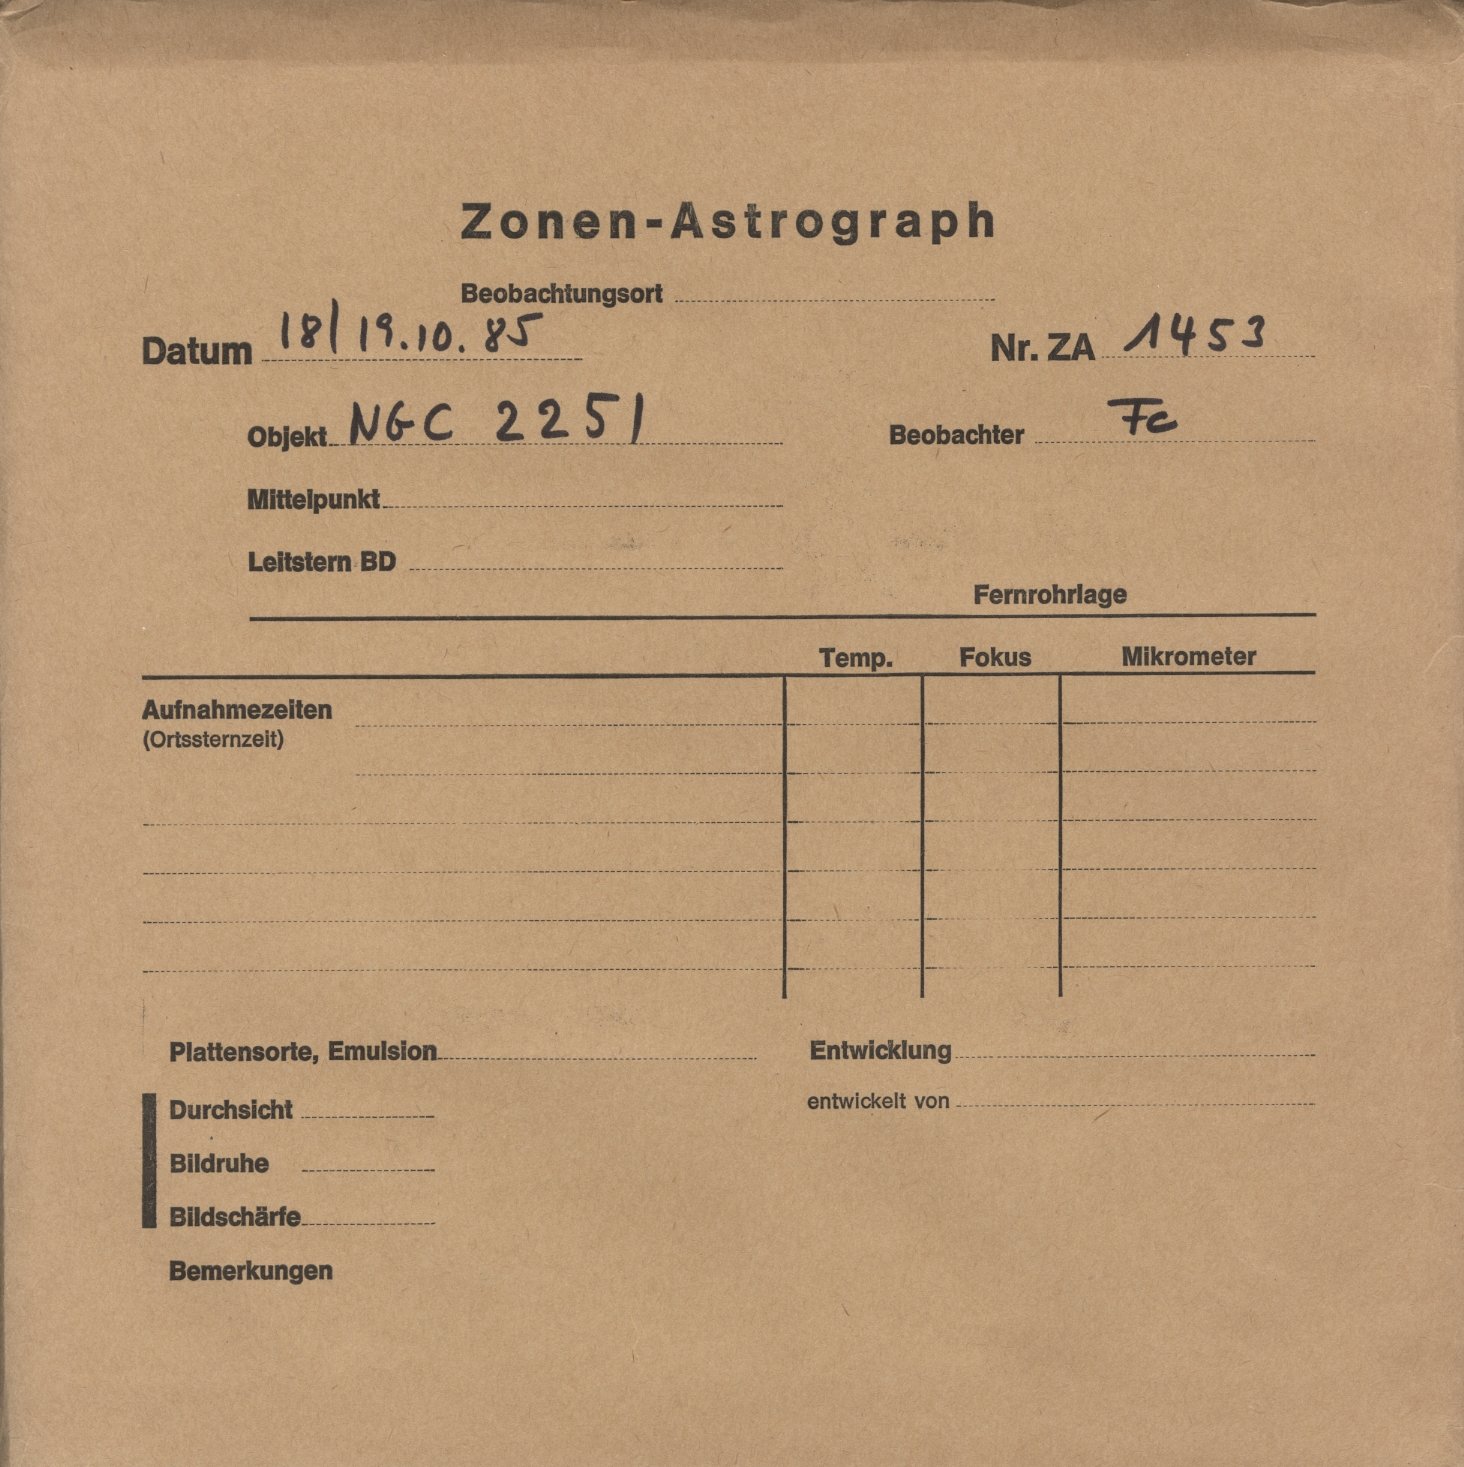 Zonen-Astrograph
Beobachtungsort
Datum 18/19.10.85 Nr. ZA 1453
Objekt NGC 2251 Beobachter Fc
Mittelpunkt
Leitstern BD
Fernrohrlage
Temp. Fokus Mikrometer
Aufnahmezeiten
(Ortssternzeit)
Plattensorte, Emulsion Entwicklung
Durchsicht entwickelt von
Bildruhe
Bildschärfe
Bemerkungen